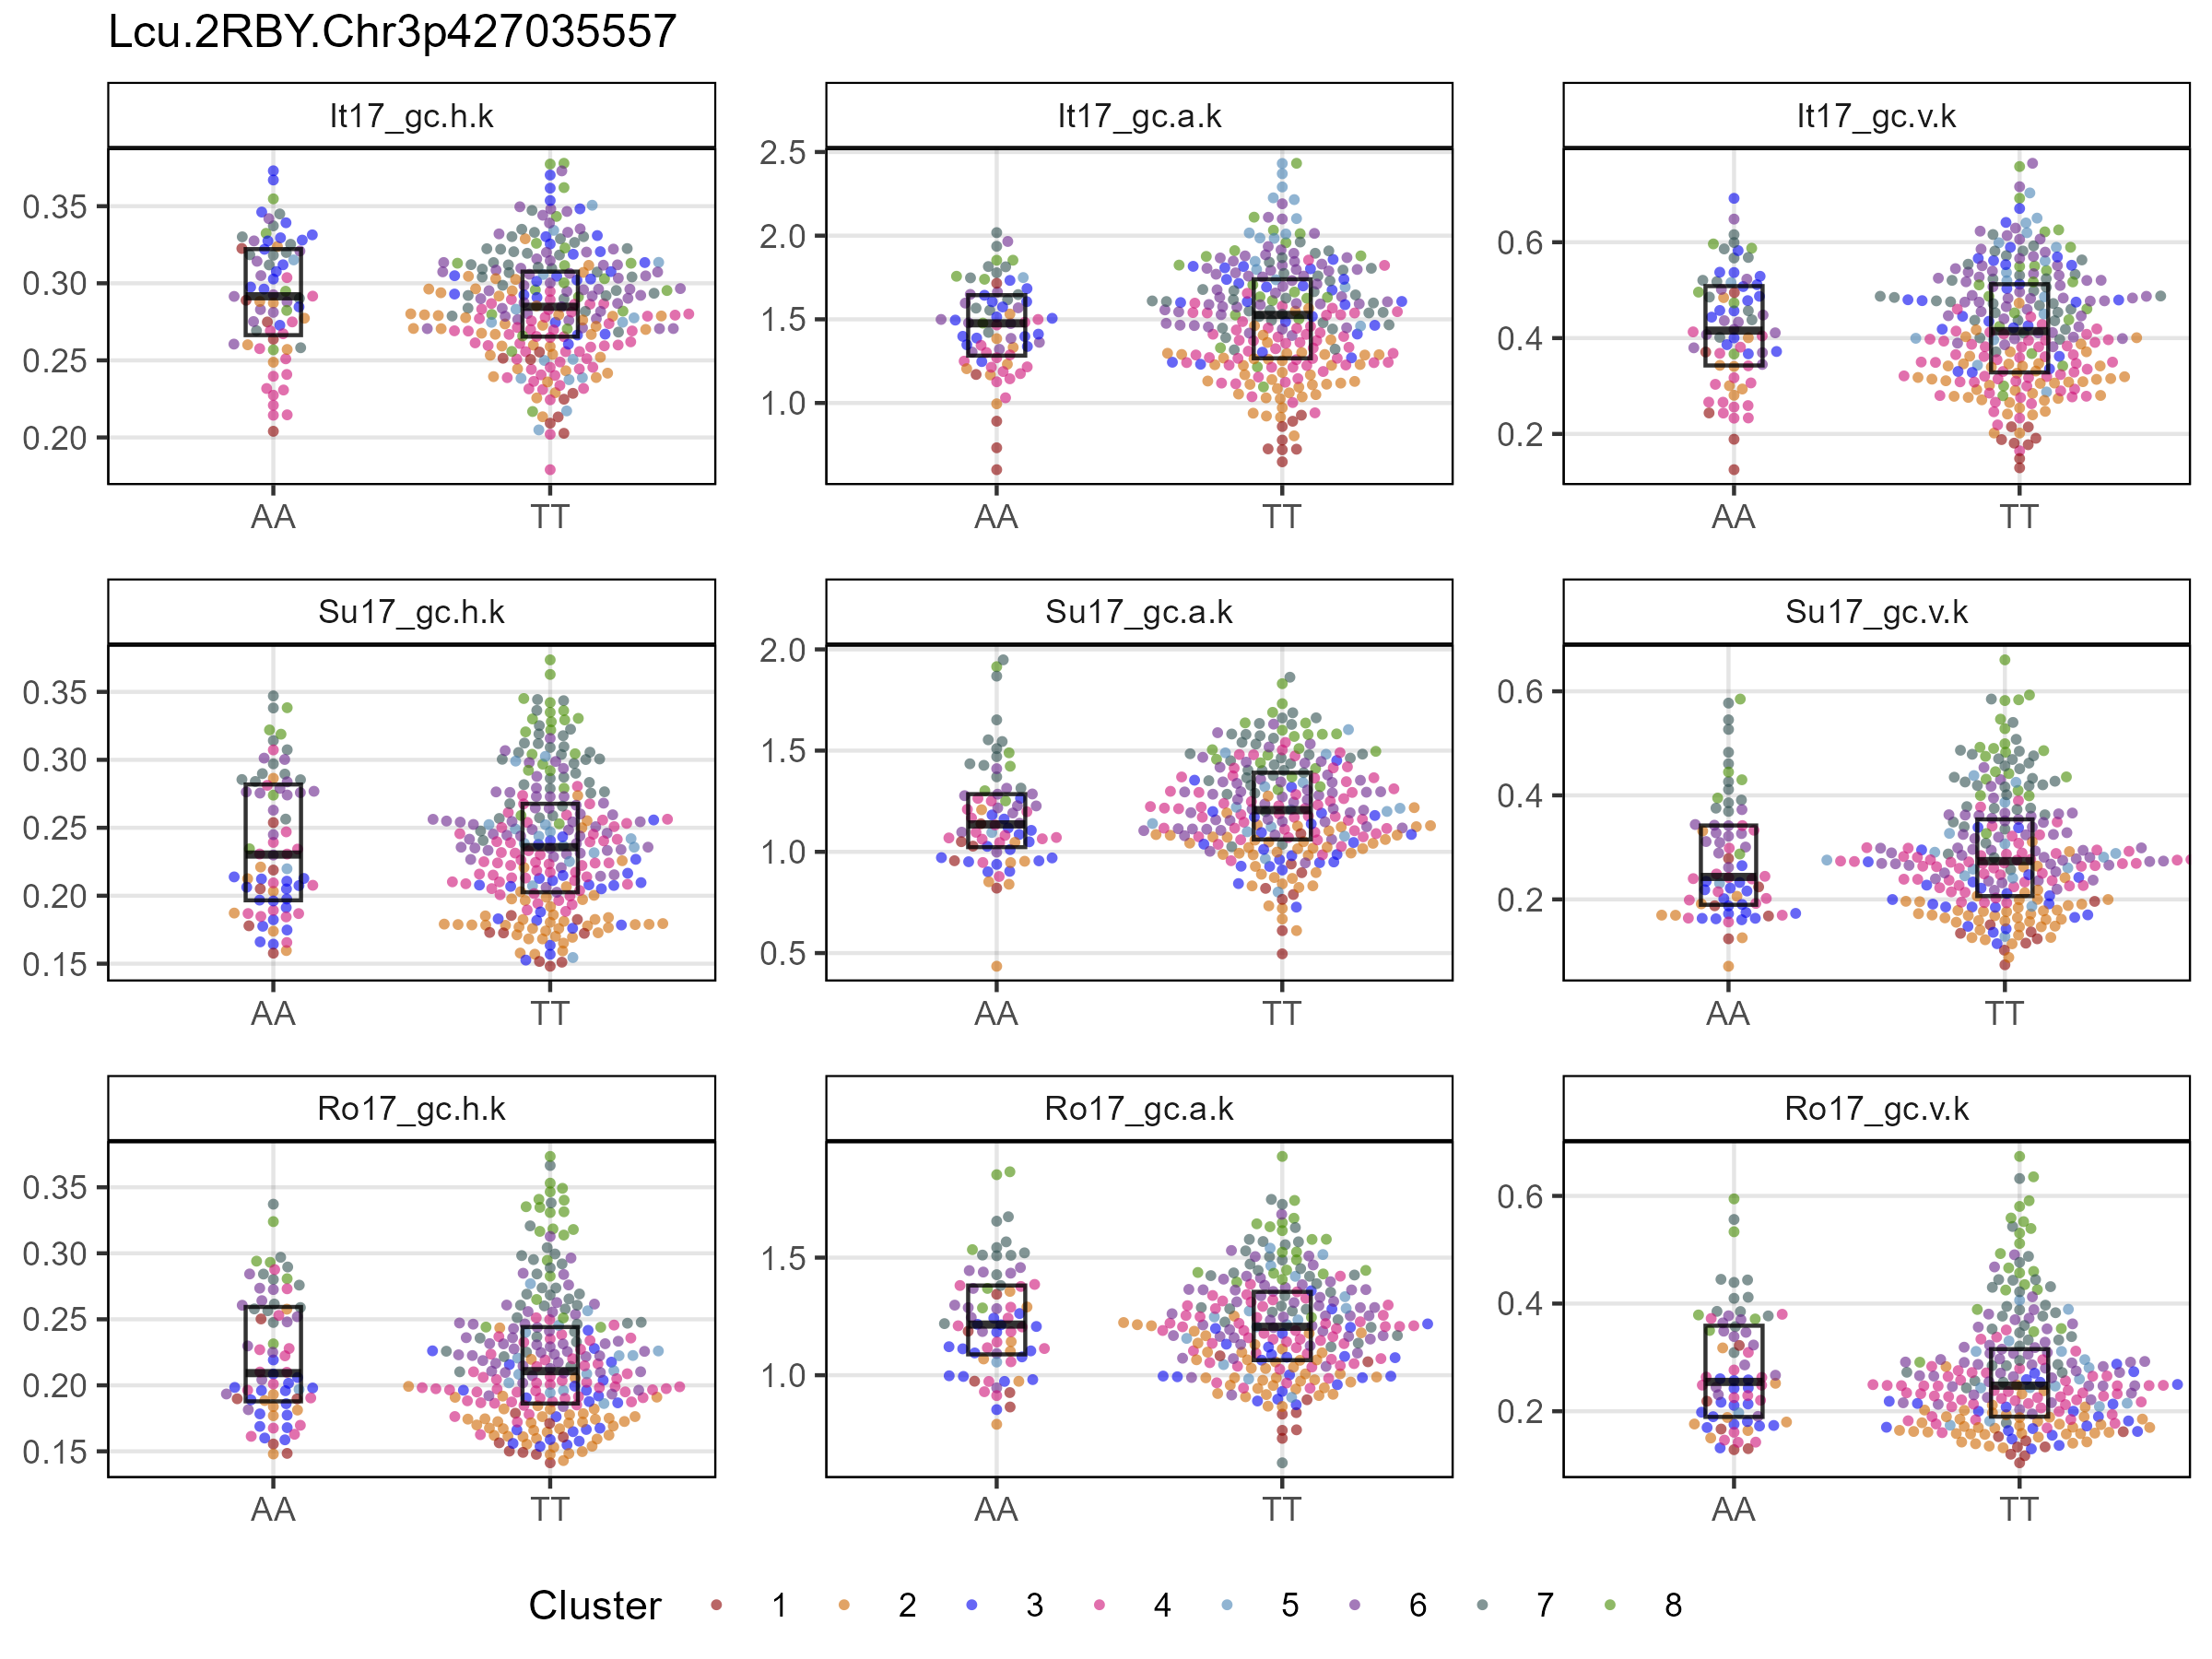 Lcu.2RBY.Chr3p427035557
It17_gc.h.k
It17_gc.a.k
It17_gc.v.k
0.35
0.30
0.25
0.20
2.5
2.0
1.5
1.0
0.6
0.4
0.2
AA TT
AA TT
AA TT
Su17_gc.h.k
Su17_gc.a.k
Su17_gc.v.k
0.35
0.30
0.25
0.20
0.15
2.0
1.5
1.0
0.5
0.6
0.4
0.2
AA TT
AA TT
AA TT
Ro17_gc.h.k
Ro17_gc.a.k
Ro17_gc.v.k
0.35
0.30
0.25
0.20
0.15
1.5
1.0
0.6
0.4
0.2
AA TT
AA TT
AA TT
Cluster 1 2 3 4 5 6 7 8